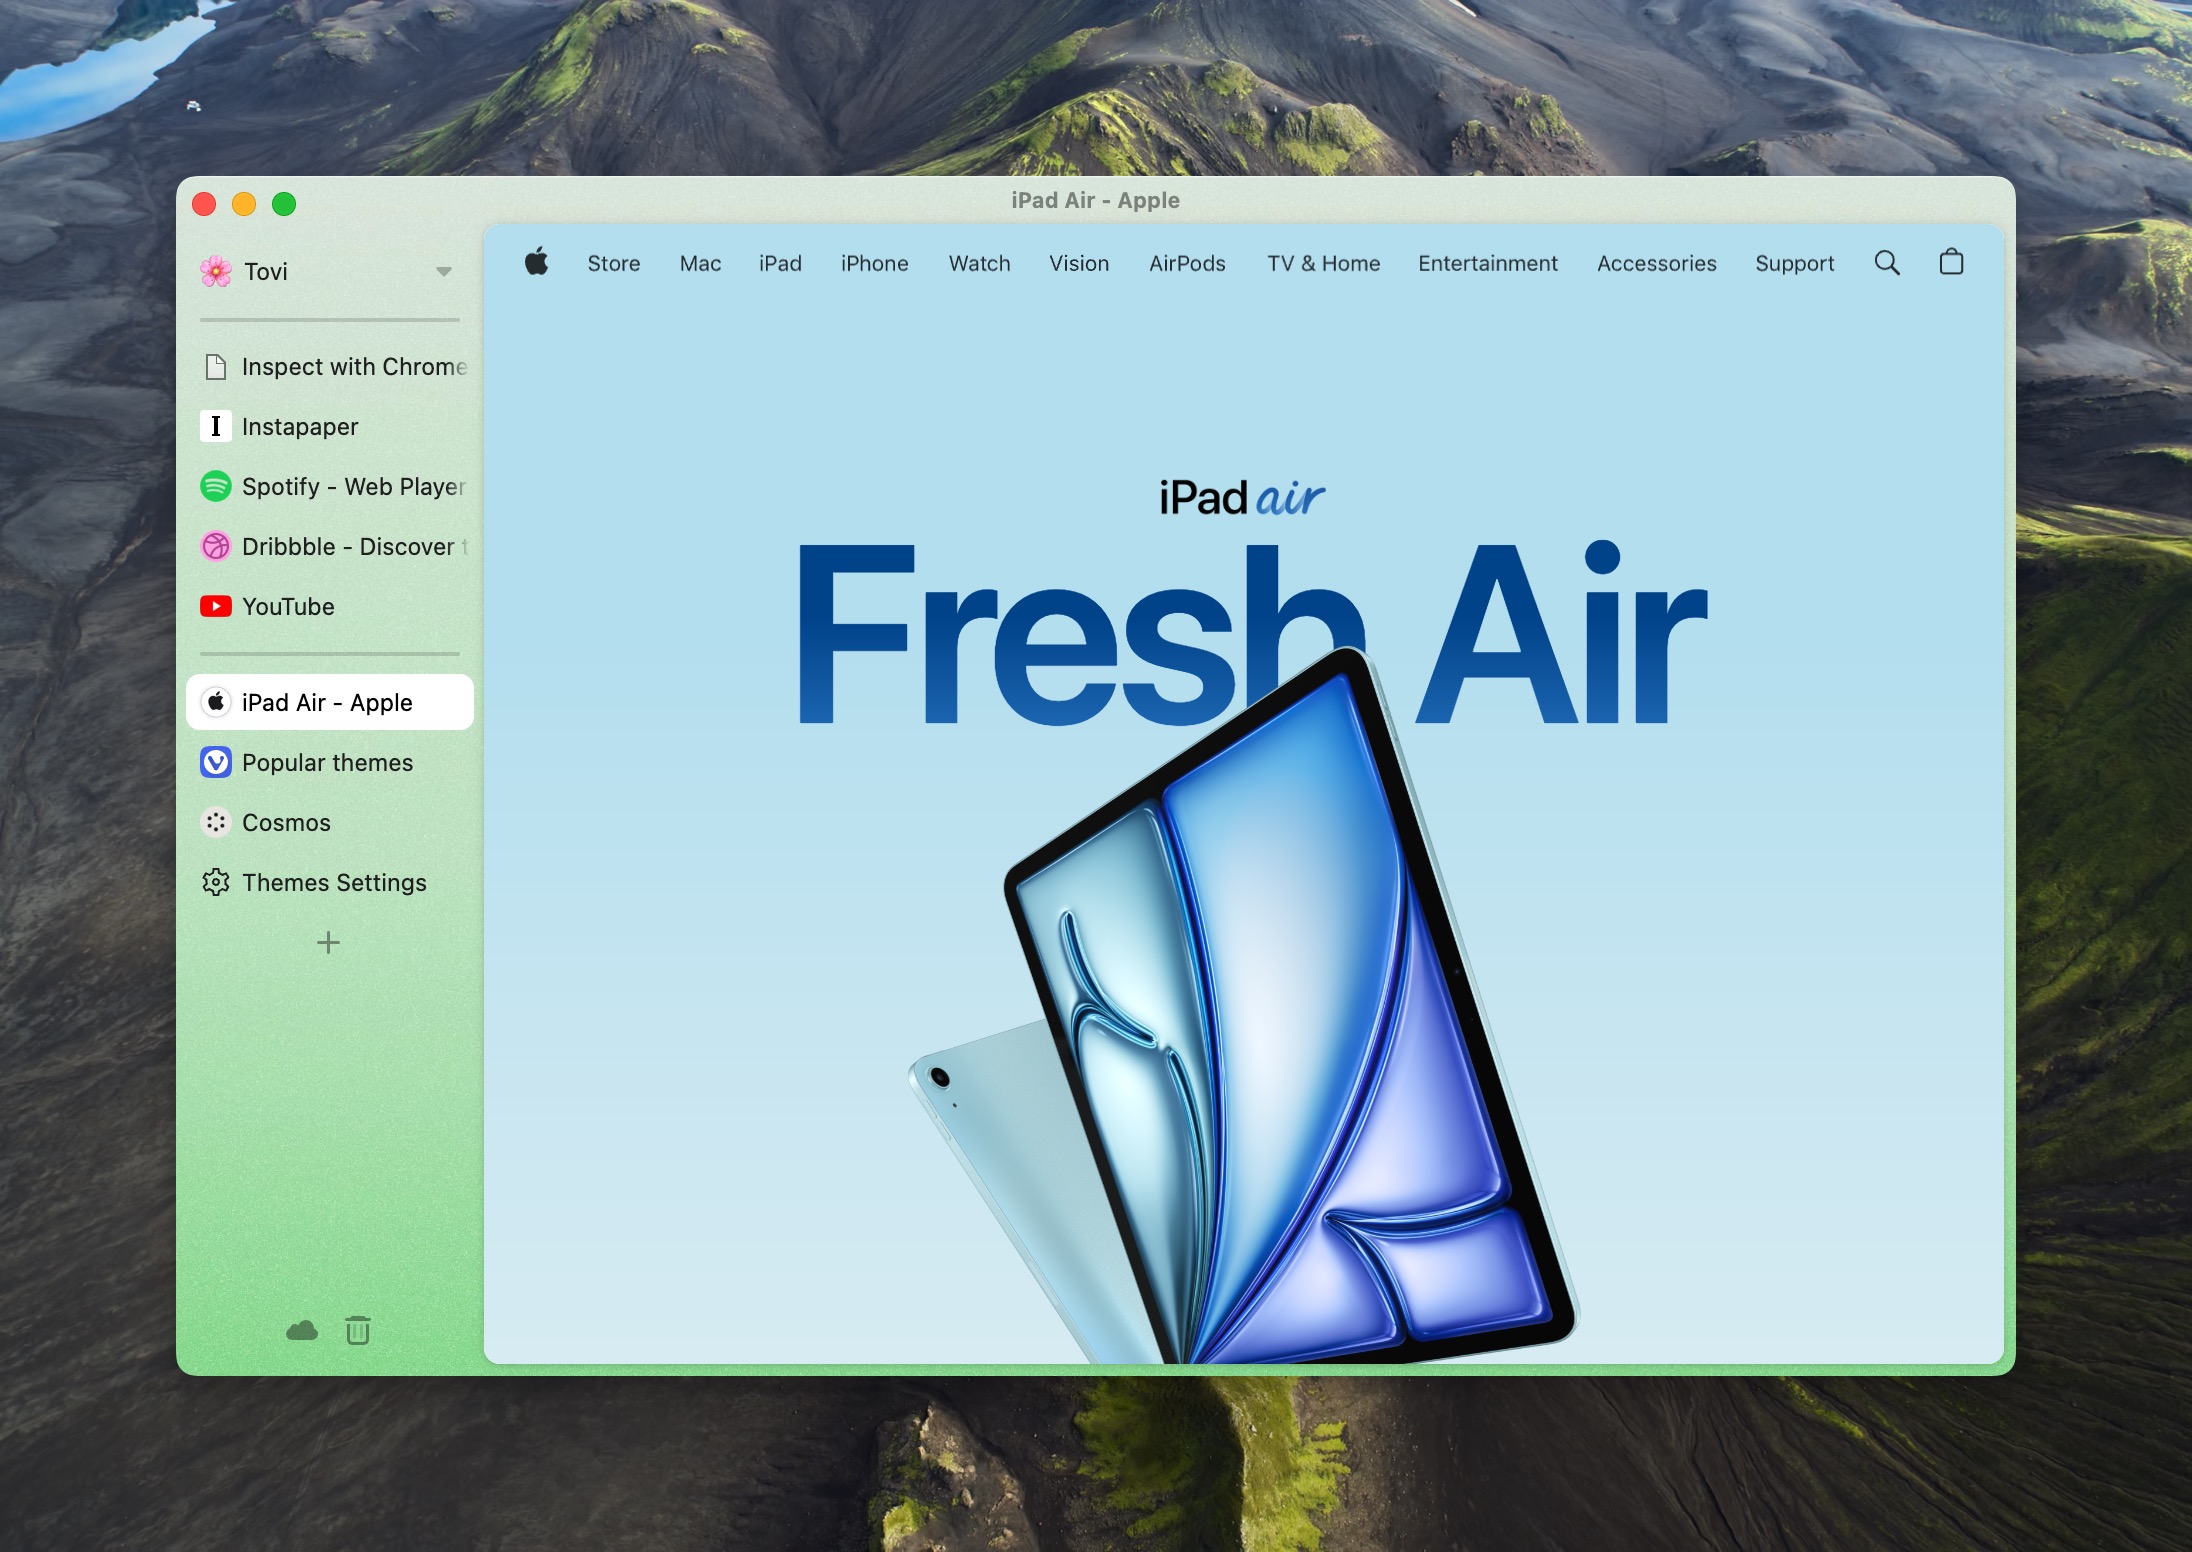 iPad Air - Apple
Tovi
Inspect with Chrome
Instapaper
Spotify - Web Player
Dribbble - Discover t
YouTube
iPad Air - Apple
Popular themes
Cosmos
Themes Settings
Store Mac iPad iPhone Watch Vision AirPods TV & Home Entertainment Accessories Support
iPad air
Fresh Air